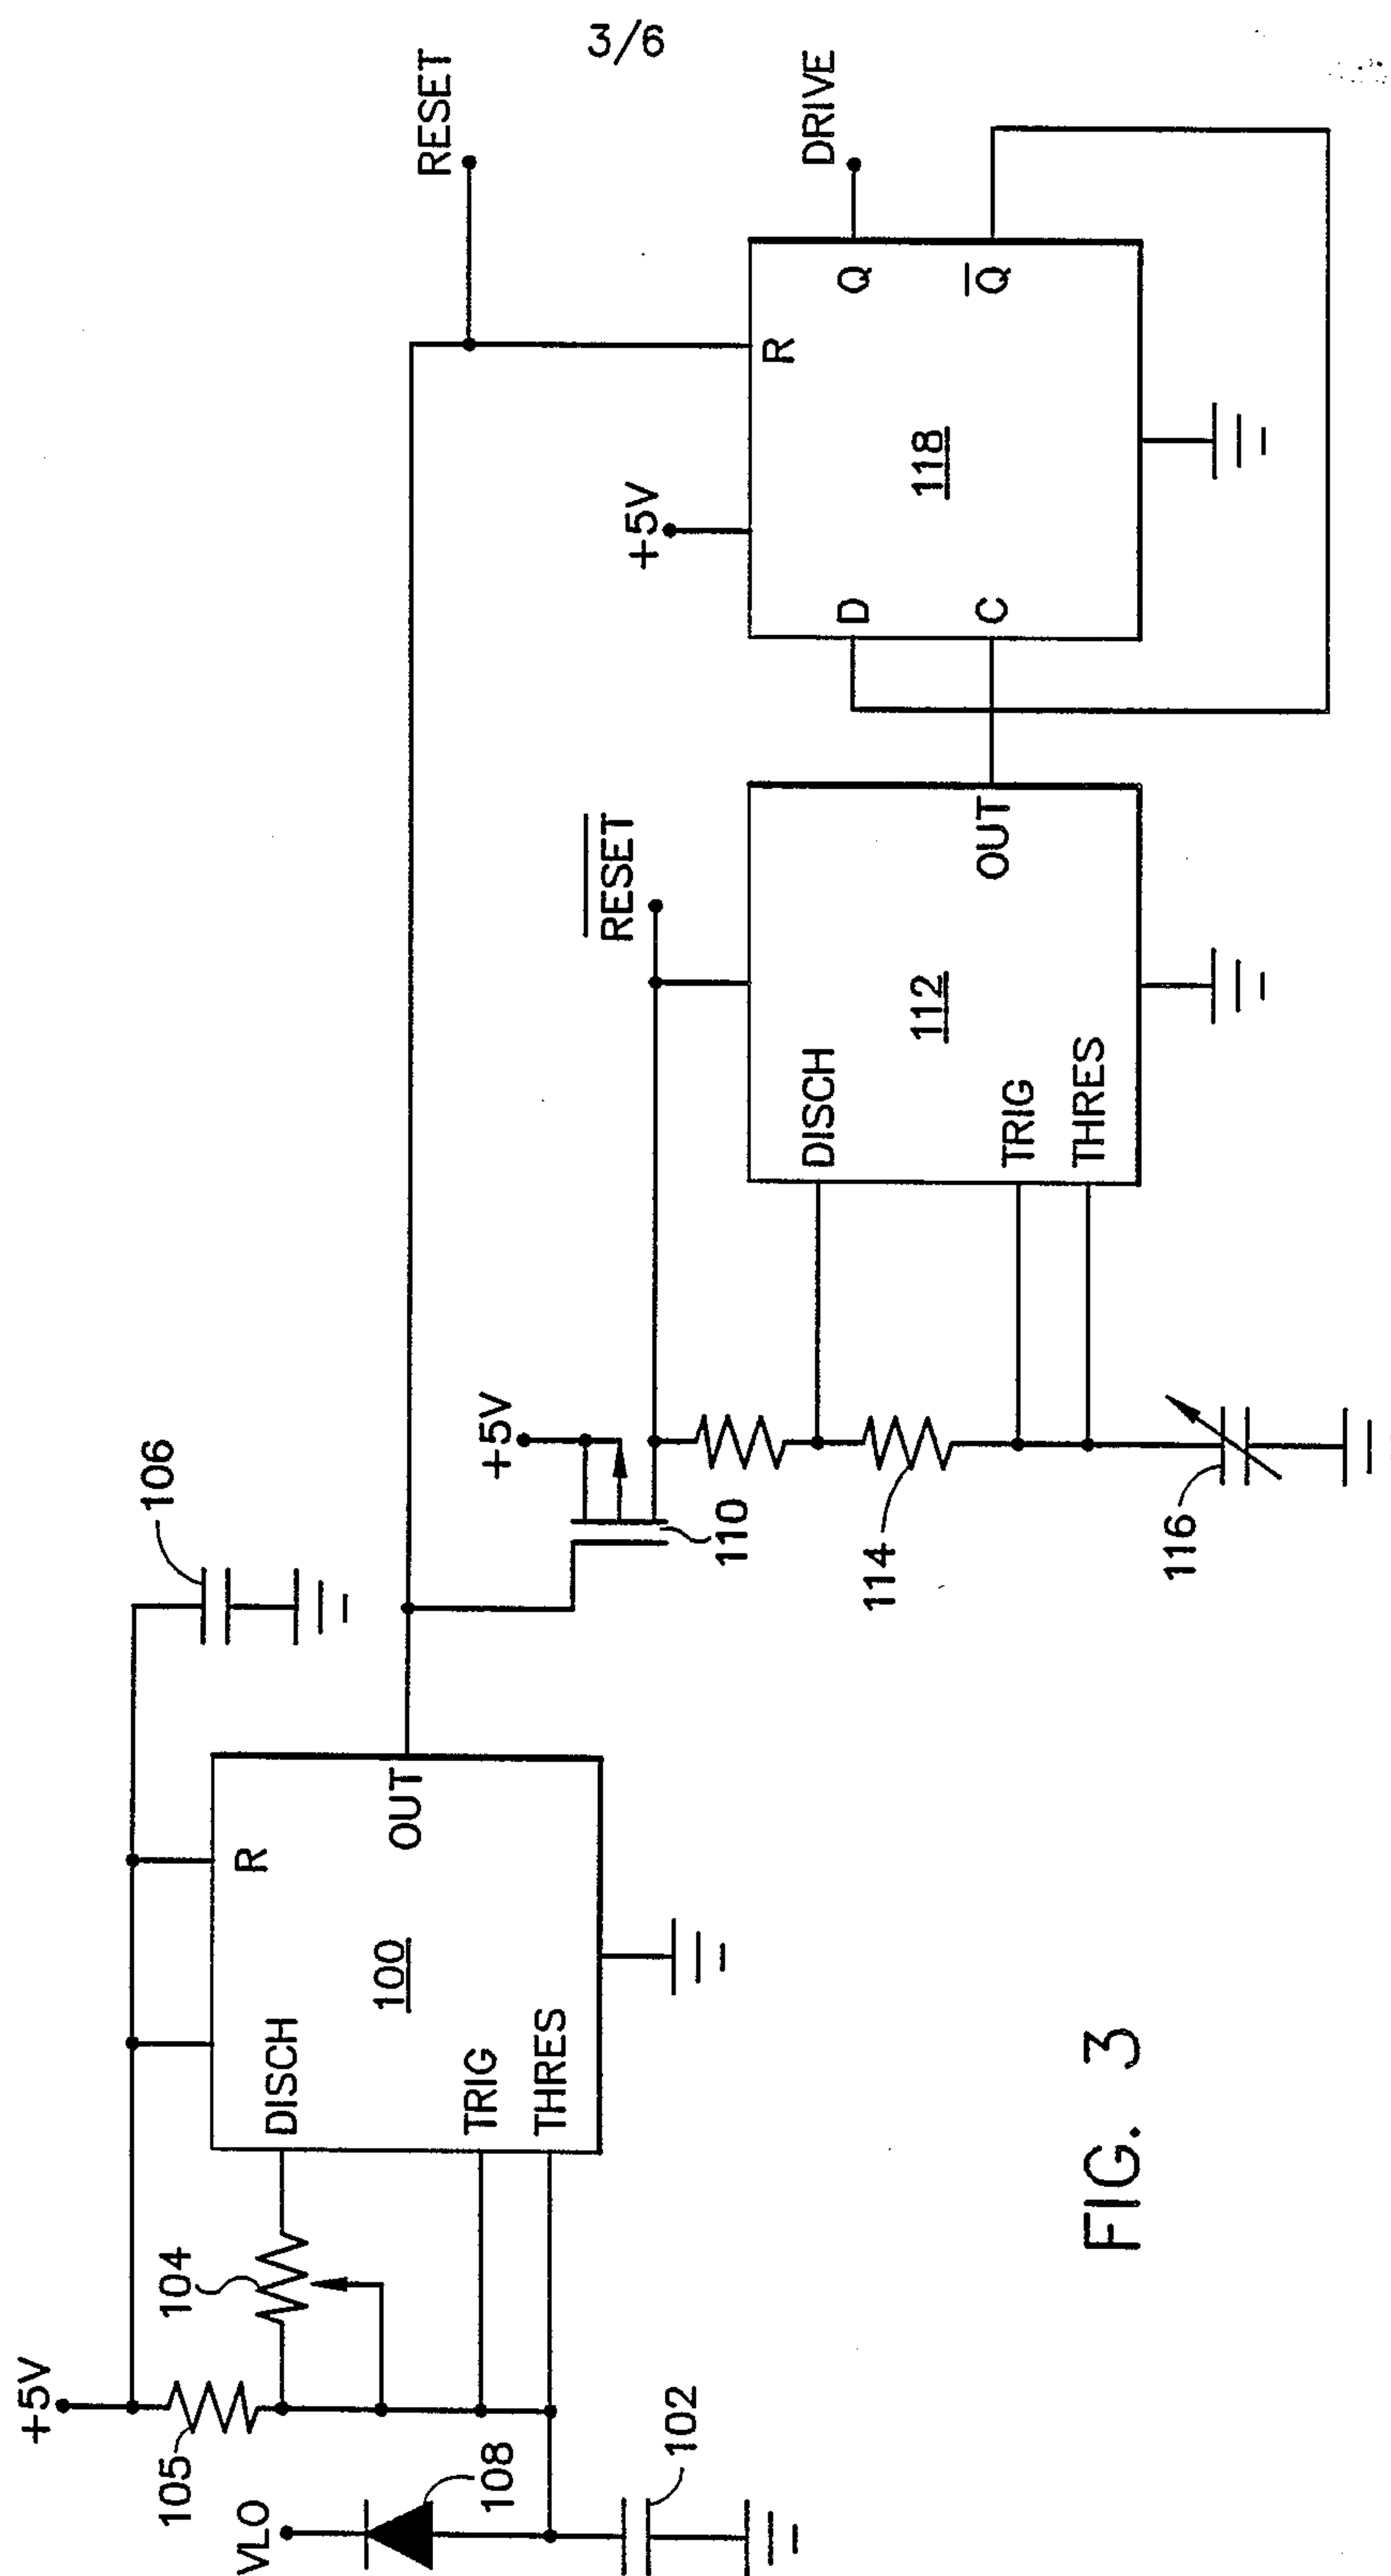 3/6
+5V
105
104
VLO
108
102
DISCH
R
100
TRIG
THRES
OUT
106
RESET
+5V
110
114
116
R̅E̅S̅E̅T̅
DISCH
112
TRIG
THRES
OUT
+5V
R
D
Q
118
C
Q̅
DRIVE
FIG. 3